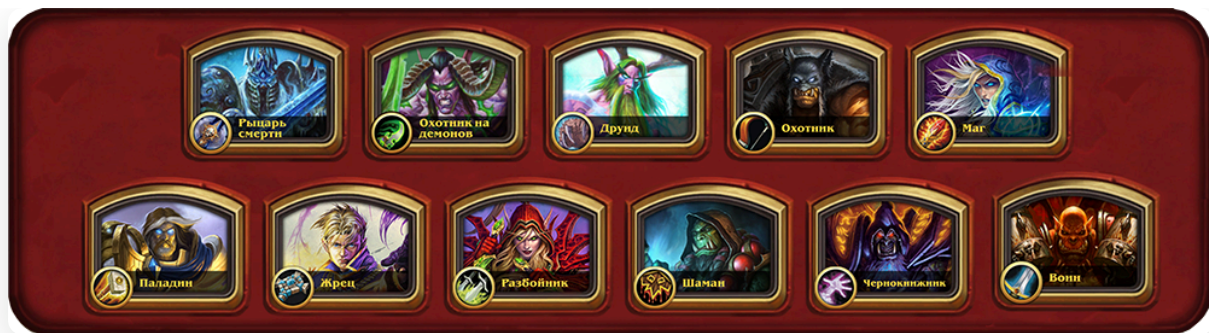 Рыцарь
смерти
Охотник на
демонов
Друид
Охотник
Маг
Паладин
Жрец
Разбойник
Шаман
Чернокнижник
Воин